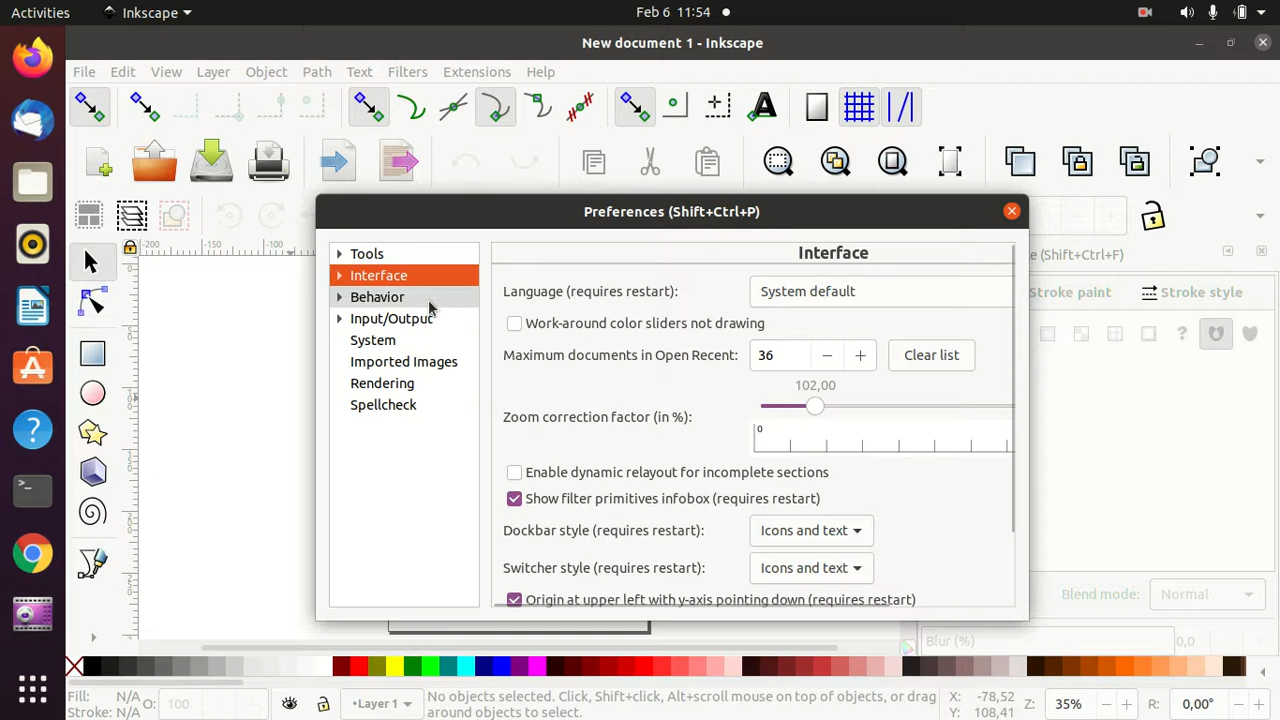 Activities
Inkscape
Feb 6 11:54
New document 1 - Inkscape
File Edit View Layer Object Path Text Filters Extensions Help
Preferences (Shift+Ctrl+P)
e (Shift+Ctrl+F)
-200 -150 -100
Tools
Interface
Behavior
Input/Output
System
Imported Images
Rendering
Spellcheck
Interface
Language (requires restart): System default
Work-around color sliders not drawing
Maximum documents in Open Recent: 36 − + Clear list
102,00
Zoom correction factor (in %):
0
Enable dynamic relayout for incomplete sections
Show filter primitives infobox (requires restart)
Dockbar style (requires restart): Icons and text
Switcher style (requires restart): Icons and text
Origin at upper left with y-axis pointing down (requires restart)
Stroke paint Stroke style
Blend mode: Normal
Blur (%) 0,0
Fill: N/A O: 100
Stroke: N/A
•Layer 1
No objects selected. Click, Shift+click, Alt+scroll mouse on top of objects, or drag
around objects to select.
X: -78,52
Y: 108,41
Z: 35% − +
R: 0,00° − +